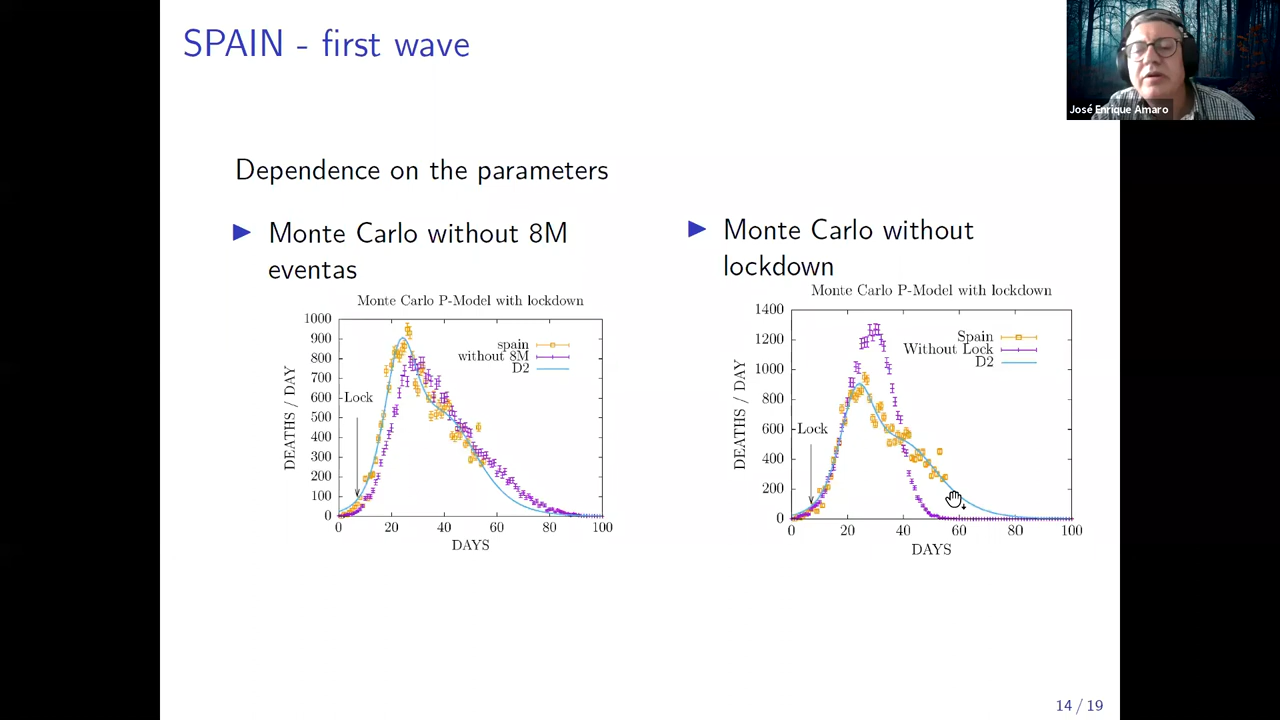 SPAIN - first wave
José Enrique Amaro
Dependence on the parameters
Monte Carlo without 8M
eventas
Monte Carlo P-Model with lockdown
1000
900
800
700
600
500
400
300
200
100
0
DEATHS / DAY
spain
without 8M
D2
Lock
0 20 40 60 80 100
DAYS
Monte Carlo without
lockdown
Monte Carlo P-Model with lockdown
1400
1200
1000
800
600
400
200
0
DEATHS / DAY
Spain
Without Lock
D2
Lock
0 20 40 60 80 100
DAYS
14 / 19